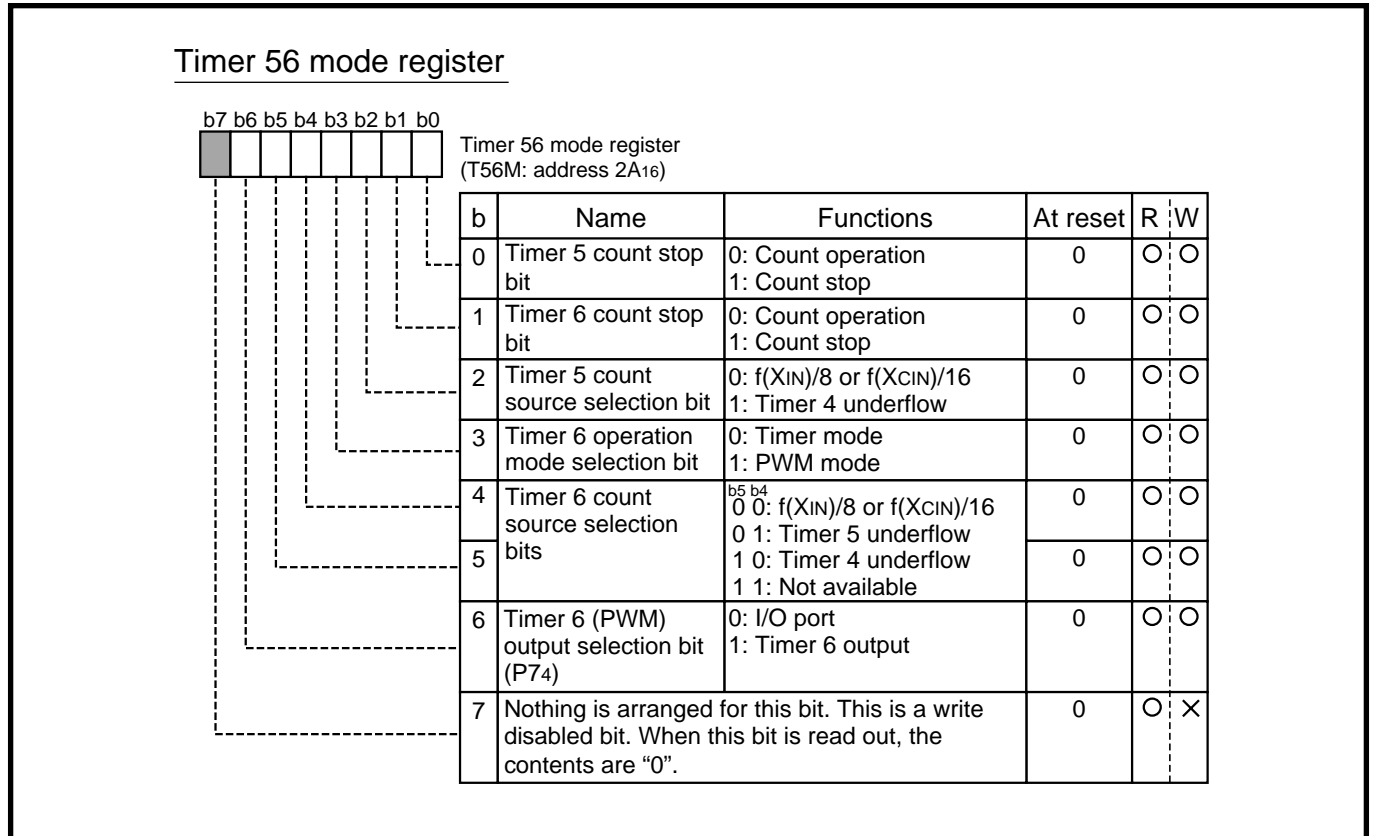 Timer 56 mode register
b7 b6 b5 b4 b3 b2 b1 b0
Timer 56 mode register
(T56M: address 2A16)
b Name Functions At reset R W
0 Timer 5 count stop bit 0: Count operation 0 O O
1: Count stop
1 Timer 6 count stop bit 0: Count operation 0 O O
1: Count stop
2 Timer 5 count source selection bit 0: f(XIN)/8 or f(XCIN)/16 0 O O
1: Timer 4 underflow
3 Timer 6 operation mode selection bit 0: Timer mode 0 O O
1: PWM mode
4 Timer 6 count source selection bits b5 b4
0 0: f(XIN)/8 or f(XCIN)/16 0 O O
0 1: Timer 5 underflow
5 1 0: Timer 4 underflow 0 O O
1 1: Not available
6 Timer 6 (PWM) output selection bit (P74) 0: I/O port 0 O O
1: Timer 6 output
7 Nothing is arranged for this bit. This is a write 0 O ×
disabled bit. When this bit is read out, the
contents are “0”.